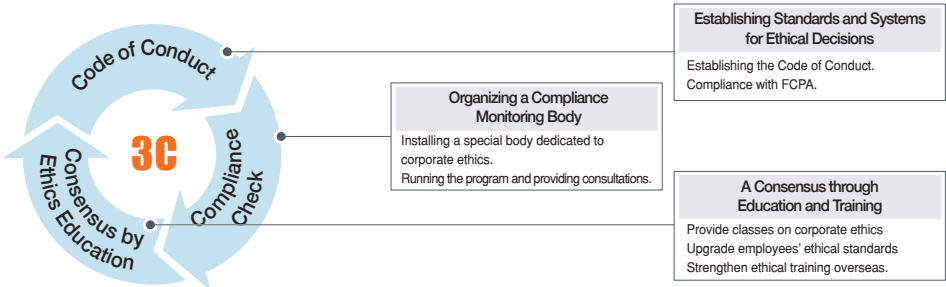 Code of Conduct
3C
Compliance
Check
Consensus by
Ethics Education
Establishing Standards and Systems
for Ethical Decisions
Establishing the Code of Conduct.
Compliance with FCPA.
Organizing a Compliance
Monitoring Body
Installing a special body dedicated to
corporate ethics.
Running the program and providing consultations.
A Consensus through
Education and Training
Provide classes on corporate ethics
Upgrade employees’ ethical standards
Strengthen ethical training overseas.